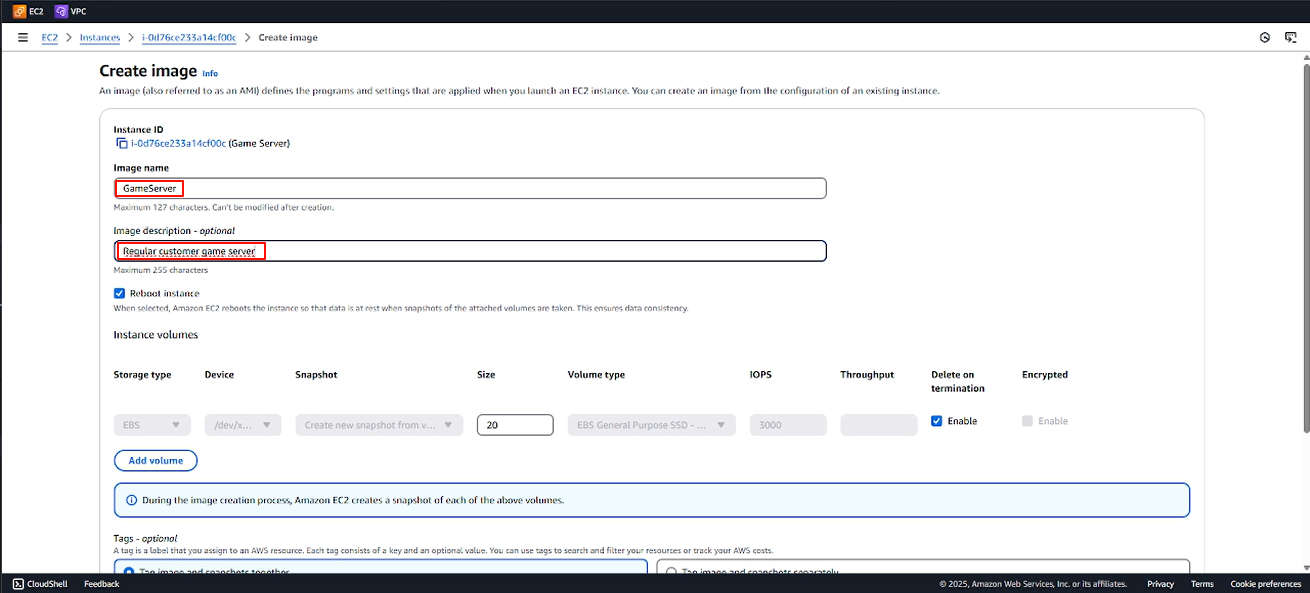 EC2 VPC
EC2 > Instances > i-0d76ce233a14cf00c > Create image
Create image Info
An image (also referred to as an AMI) defines the programs and settings that are applied when you launch an EC2 instance. You can create an image from the configuration of an existing instance.
Instance ID
i-0d76ce233a14cf00c (Game Server)
Image name
GameServer
Maximum 127 characters. Can't be modified after creation.
Image description - optional
Regular customer game server
Maximum 255 characters
Reboot instance
When selected, Amazon EC2 reboots the instance so that data is at rest when snapshots of the attached volumes are taken. This ensures data consistency.
Instance volumes
Storage type Device Snapshot Size Volume type IOPS Throughput Delete on termination Encrypted
EBS /dev/x... Create new snapshot from v... 20 EBS General Purpose SSD - ... 3000 Enable Enable
Add volume
During the image creation process, Amazon EC2 creates a snapshot of each of the above volumes.
Tags - optional
A tag is a label that you assign to an AWS resource. Each tag consists of a key and an optional value. You can use tags to search and filter your resources or track your AWS costs.
Tag image and snapshots together Tag image and snapshots separately
CloudShell Feedback © 2025, Amazon Web Services, Inc. or its affiliates. Privacy Terms Cookie preferences